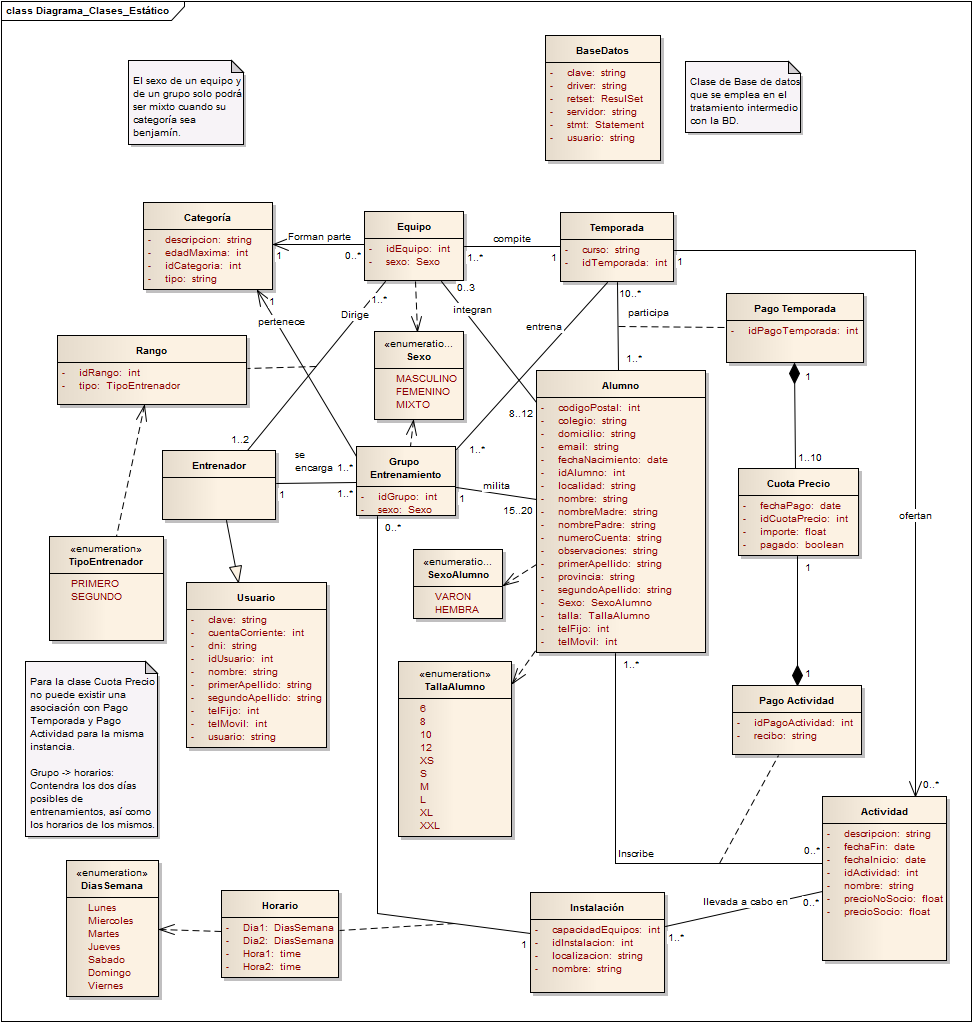 class Diagrama_Clases_Estático
El sexo de un equipo y
de un grupo solo podrá
ser mixto cuando su
categoría sea
benjamín.
BaseDatos
- clave: string
- driver: string
- retset: ResulSet
- servidor: string
- stmt: Statement
- usuario: string
Clase de Base de datos
que se emplea en el
tratamiento intermedio
con la BD.
Categoría
- descripcion: string
- edadMaxima: int
- idCategoria: int
- tipo: string
Forman parte
1
0..*
Equipo
- idEquipo: int
- sexo: Sexo
compite
1..*
1
Temporada
- curso: string
- idTemporada: int
1
0..3
integran
1..*
Dirige
1
pertenece
entrena
10..*
participa
1..*
Pago Temporada
- idPagoTemporada: int
1
Rango
- idRango: int
- tipo: TipoEntrenador
«enumeratio...
Sexo
MASCULINO
FEMENINO
MIXTO
Alumno
- codigoPostal: int
- colegio: string
- domicilio: string
- email: string
- fechaNacimiento: date
- idAlumno: int
- localidad: string
- nombre: string
- nombreMadre: string
- nombrePadre: string
- numeroCuenta: string
- observaciones: string
- primerApellido: string
- provincia: string
- segundoApellido: string
- Sexo: SexoAlumno
- talla: TallaAlumno
- telFijo: int
- telMovil: int
8..12
1..2
1..*
Entrenador
se
encarga
1..*
1..*
1
Grupo
Entrenamiento
- idGrupo: int
- sexo: Sexo
milita
1
15..20
0..*
1..10
Cuota Precio
- fechaPago: date
- idCuotaPrecio: int
- importe: float
- pagado: boolean
1
ofertan
«enumeration»
TipoEntrenador
PRIMERO
SEGUNDO
«enumeratio...
SexoAlumno
VARON
HEMBRA
Usuario
- clave: string
- cuentaCorriente: int
- dni: string
- idUsuario: int
- nombre: string
- primerApellido: string
- segundoApellido: string
- telFijo: int
- telMovil: int
- usuario: string
Para la clase Cuota Precio
no puede existir una
asociación con Pago
Temporada y Pago
Actividad para la misma
instancia.
Grupo -> horarios:
Contendra los dos días
posibles de
entrenamientos, así como
los horarios de los mismos.
«enumeration»
TallaAlumno
6
8
10
12
XS
S
M
L
XL
XXL
1..*
1
Pago Actividad
- idPagoActividad: int
- recibo: string
0..*
Actividad
- descripcion: string
- fechaFin: date
- fechaInicio: date
- idActividad: int
- nombre: string
- precioNoSocio: float
- precioSocio: float
Inscribe
0..*
«enumeration»
DiasSemana
Lunes
Miercoles
Martes
Jueves
Sabado
Domingo
Viernes
Horario
- Dia1: DiasSemana
- Dia2: DiasSemana
- Hora1: time
- Hora2: time
1
Instalación
- capacidadEquipos: int
- idInstalacion: int
- localizacion: string
- nombre: string
llevada a cabo en
1..*
0..*